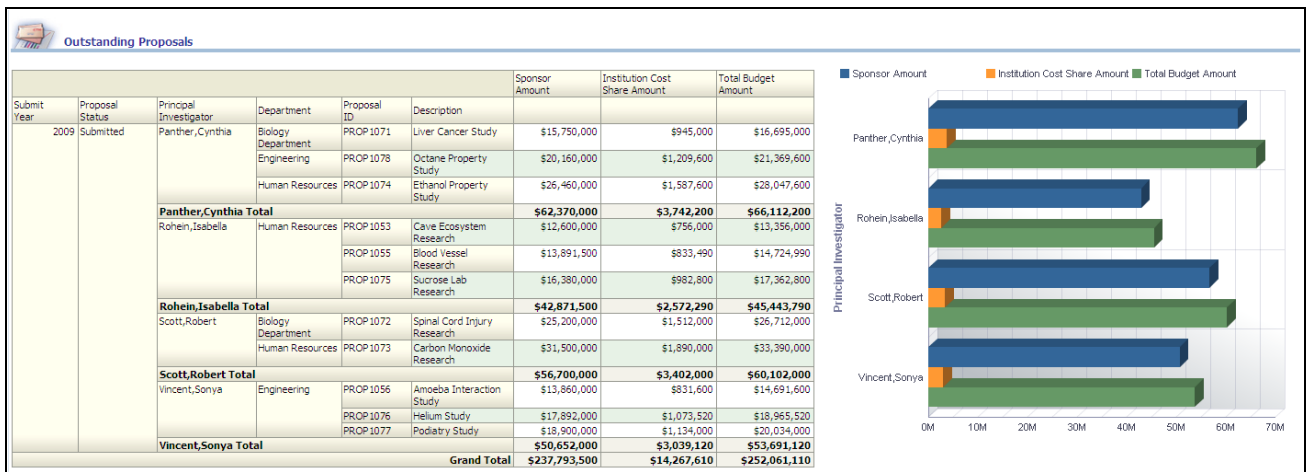 Outstanding Proposals
Sponsor Amount Institution Cost Share Amount Total Budget Amount
Submit Year Proposal Status Principal Investigator Department Proposal ID Description
2009 Submitted Panther,Cynthia Biology Department PROP1071 Liver Cancer Study $15,750,000 $945,000 $16,695,000
Engineering PROP1078 Octane Property Study $20,160,000 $1,209,600 $21,369,600
Human Resources PROP1074 Ethanol Property Study $26,460,000 $1,587,600 $28,047,600
Panther,Cynthia Total $62,370,000 $3,742,200 $66,112,200
Rohein,Isabella Human Resources PROP1053 Cave Ecosystem Research $12,600,000 $756,000 $13,356,000
PROP1055 Blood Vessel Research $13,891,500 $833,490 $14,724,990
PROP1075 Sucrose Lab Research $16,380,000 $982,800 $17,362,800
Rohein,Isabella Total $42,871,500 $2,572,290 $45,443,790
Scott,Robert Biology Department PROP1072 Spinal Cord Injury Research $25,200,000 $1,512,000 $26,712,000
Human Resources PROP1073 Carbon Monoxide Research $31,500,000 $1,890,000 $33,390,000
Scott,Robert Total $56,700,000 $3,402,000 $60,102,000
Vincent,Sonya Engineering PROP1056 Amoeba Interaction Study $13,860,000 $831,600 $14,691,600
PROP1076 Helium Study $17,892,000 $1,073,520 $18,965,520
PROP1077 Podiatry Study $18,900,000 $1,134,000 $20,034,000
Vincent,Sonya Total $50,652,000 $3,039,120 $53,691,120
Grand Total $237,793,500 $14,267,610 $252,061,110
Sponsor Amount Institution Cost Share Amount Total Budget Amount
Principal Investigator
Panther,Cynthia
Rohein,Isabella
Scott,Robert
Vincent,Sonya
0M 10M 20M 30M 40M 50M 60M 70M